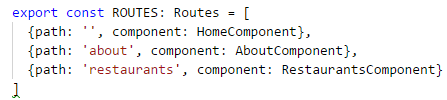 export const ROUTES: Routes = [
{path: '', component: HomeComponent},
{path: 'about', component: AboutComponent},
{path: 'restaurants', component: RestaurantsComponent}
]